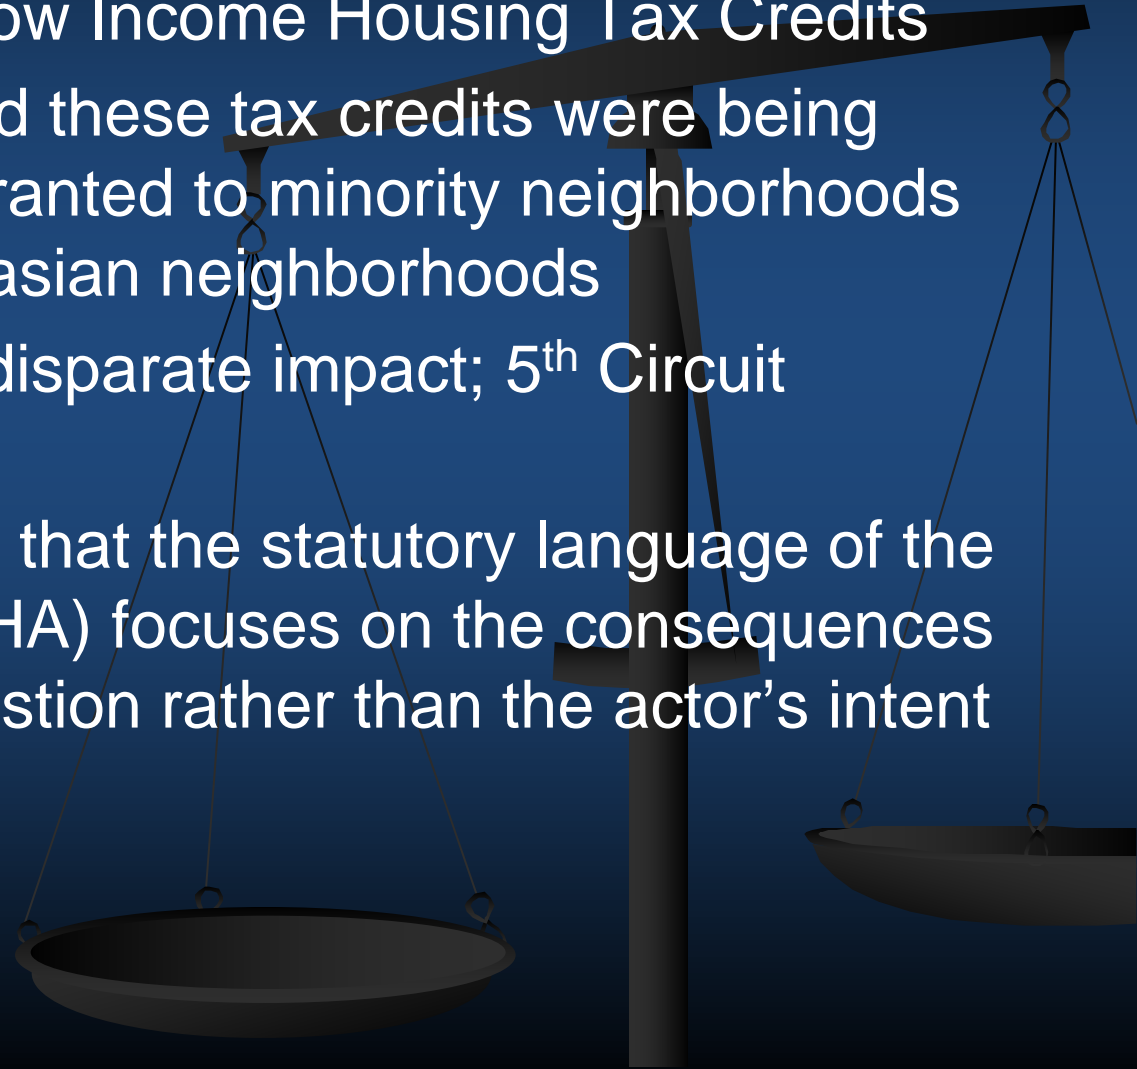 ow Income Housing Tax Credits
d these tax credits were being
ranted to minority neighborhoods
asian neighborhoods
disparate impact; 5th Circuit
that the statutory language of the
HA) focuses on the consequences
stion rather than the actor’s intent